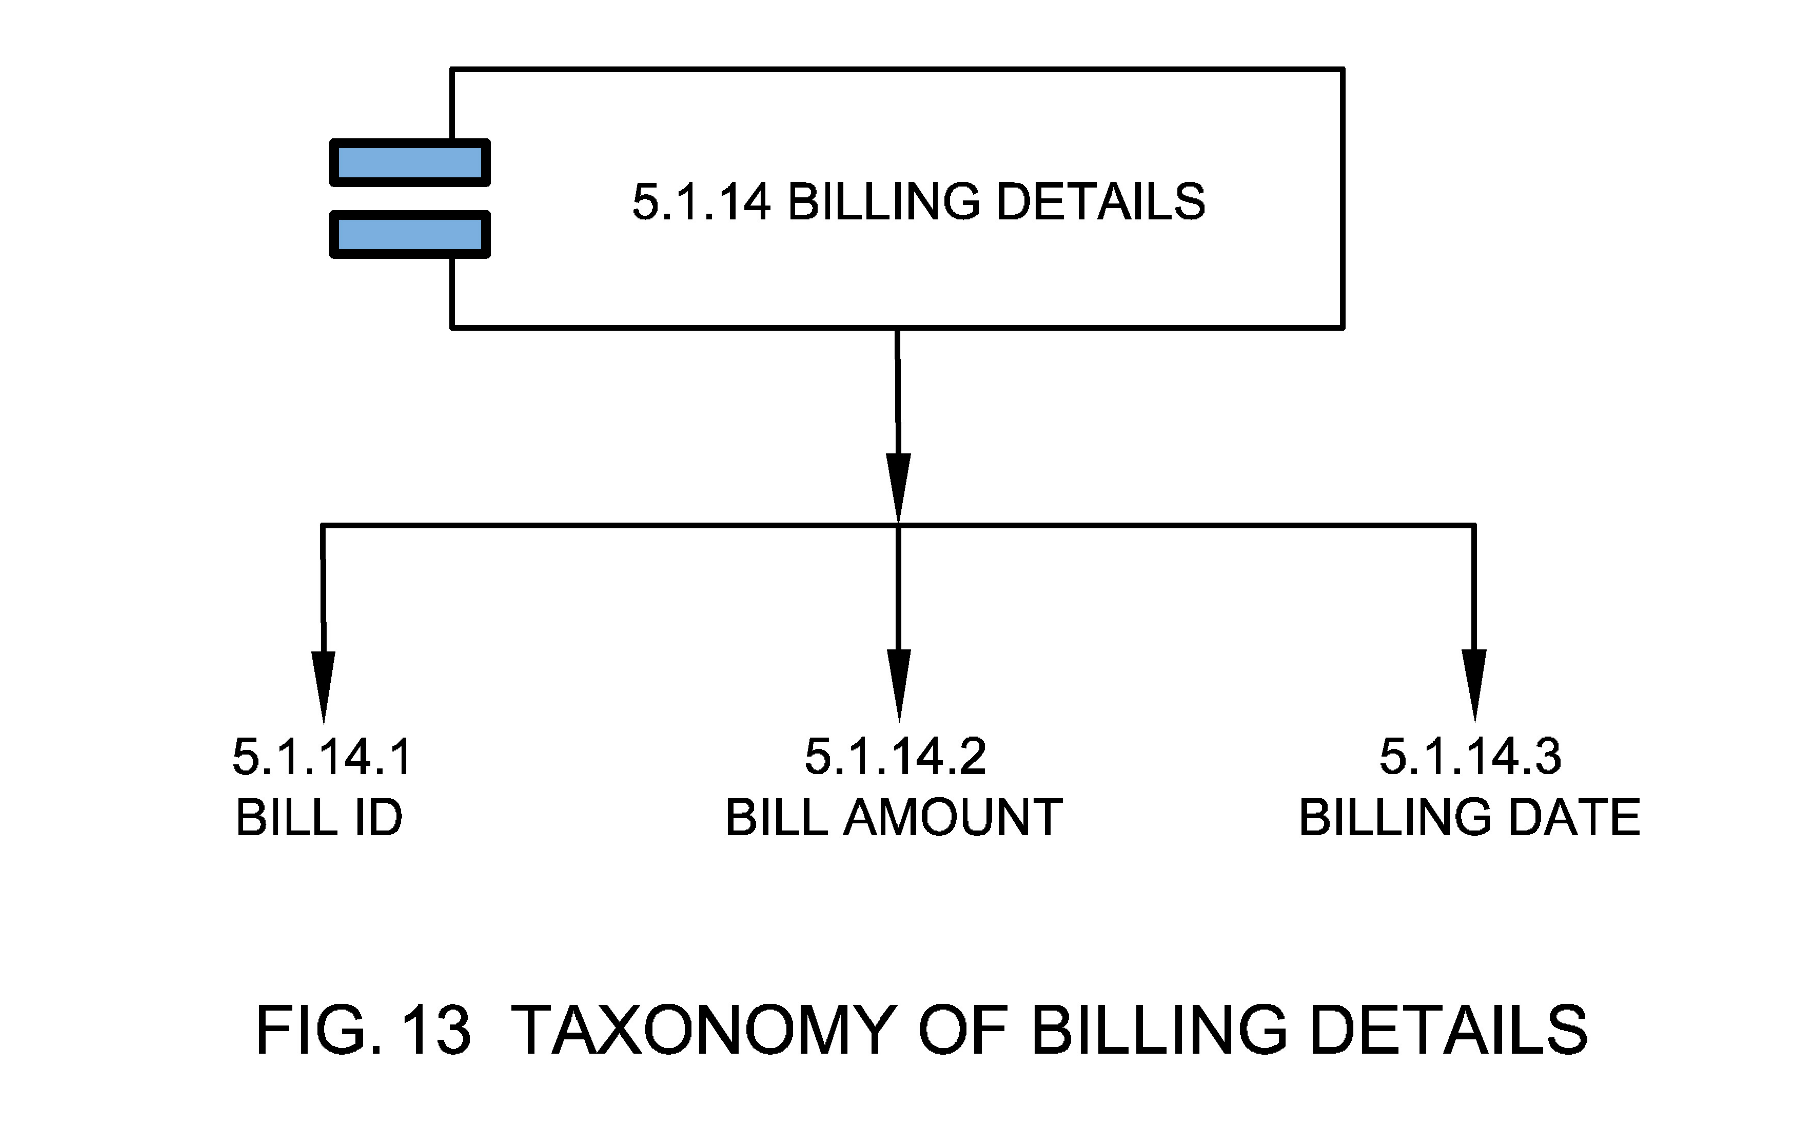 5.1.14 BILLING DETAILS
5.1.14.1
BILL ID
5.1.14.2
BILL AMOUNT
5.1.14.3
BILLING DATE
FIG. 13 TAXONOMY OF BILLING DETAILS